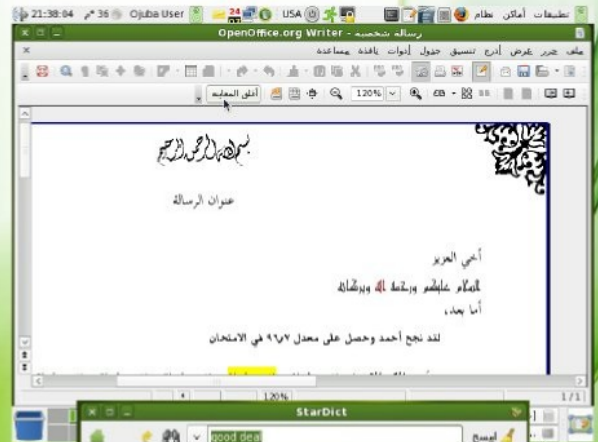 تطبيقات أماكن نظام
USA
Ojuba User
36°
21:38:04
رسالة شخصية - OpenOffice.org Writer
ملف تحرير عرض إدراج تنسيق جدول أدوات نافذة مساعدة
120%
أغلق المعاينة
بسم الله الرحمن الرحيم
عنوان الرسالة
أخي العزيز
السلام عليكم ورحمة الله وبركاته
أما بعد،
لقد نجح أحمد وحصل على معدل ٩٦٫٧ في الامتحان
120%
1/1
StarDict
good deal
امسح